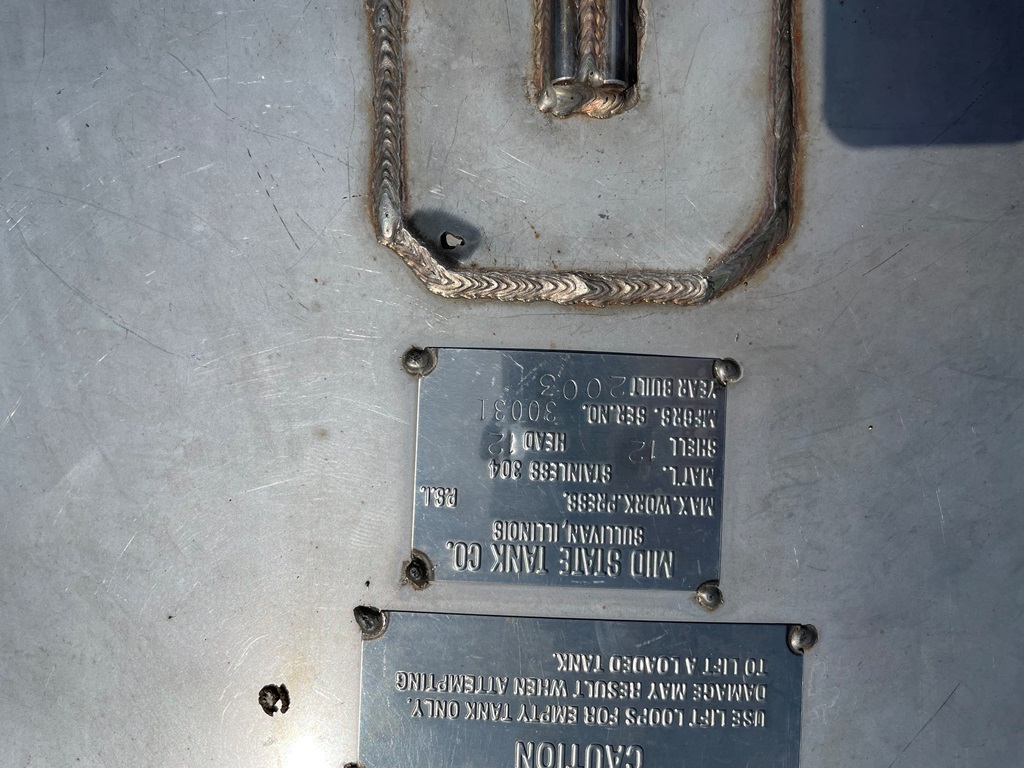 MID STATE TANK CO.
SULLIVAN, ILLINOIS
MAX. WORK. PRESS. P.S.I.
MAT'L. STAINLESS 304
SHELL 12 HEAD 12
MFGRS. SER. NO. 30031
YEAR BUILT 2003
CAUTION
USE LIFT LOOPS FOR EMPTY TANK ONLY.
DAMAGE MAY RESULT WHEN ATTEMPTING
TO LIFT A LOADED TANK.